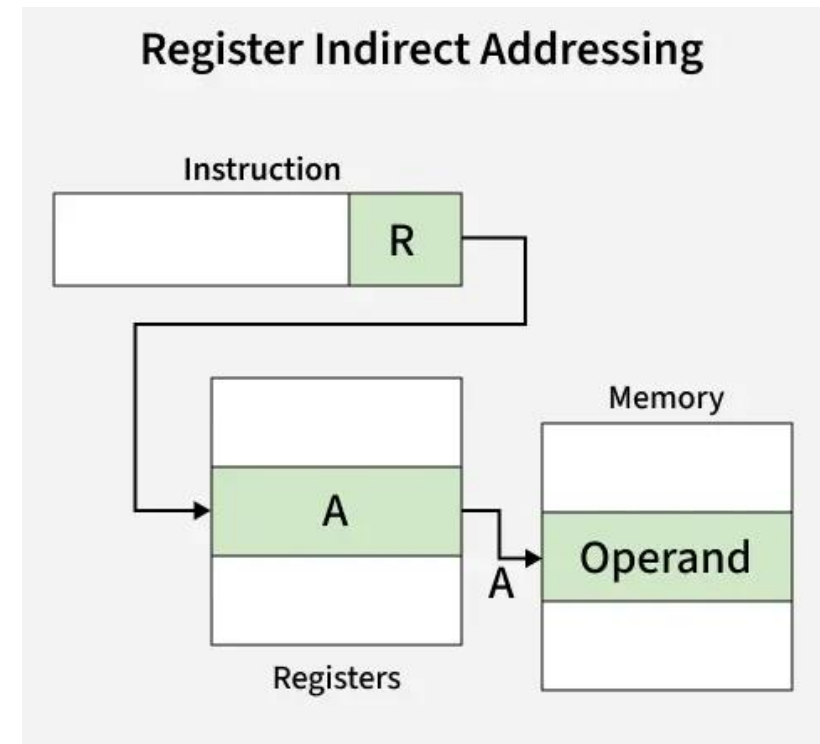 Register Indirect Addressing
Instruction
R
Memory
A
Operand
A
Registers